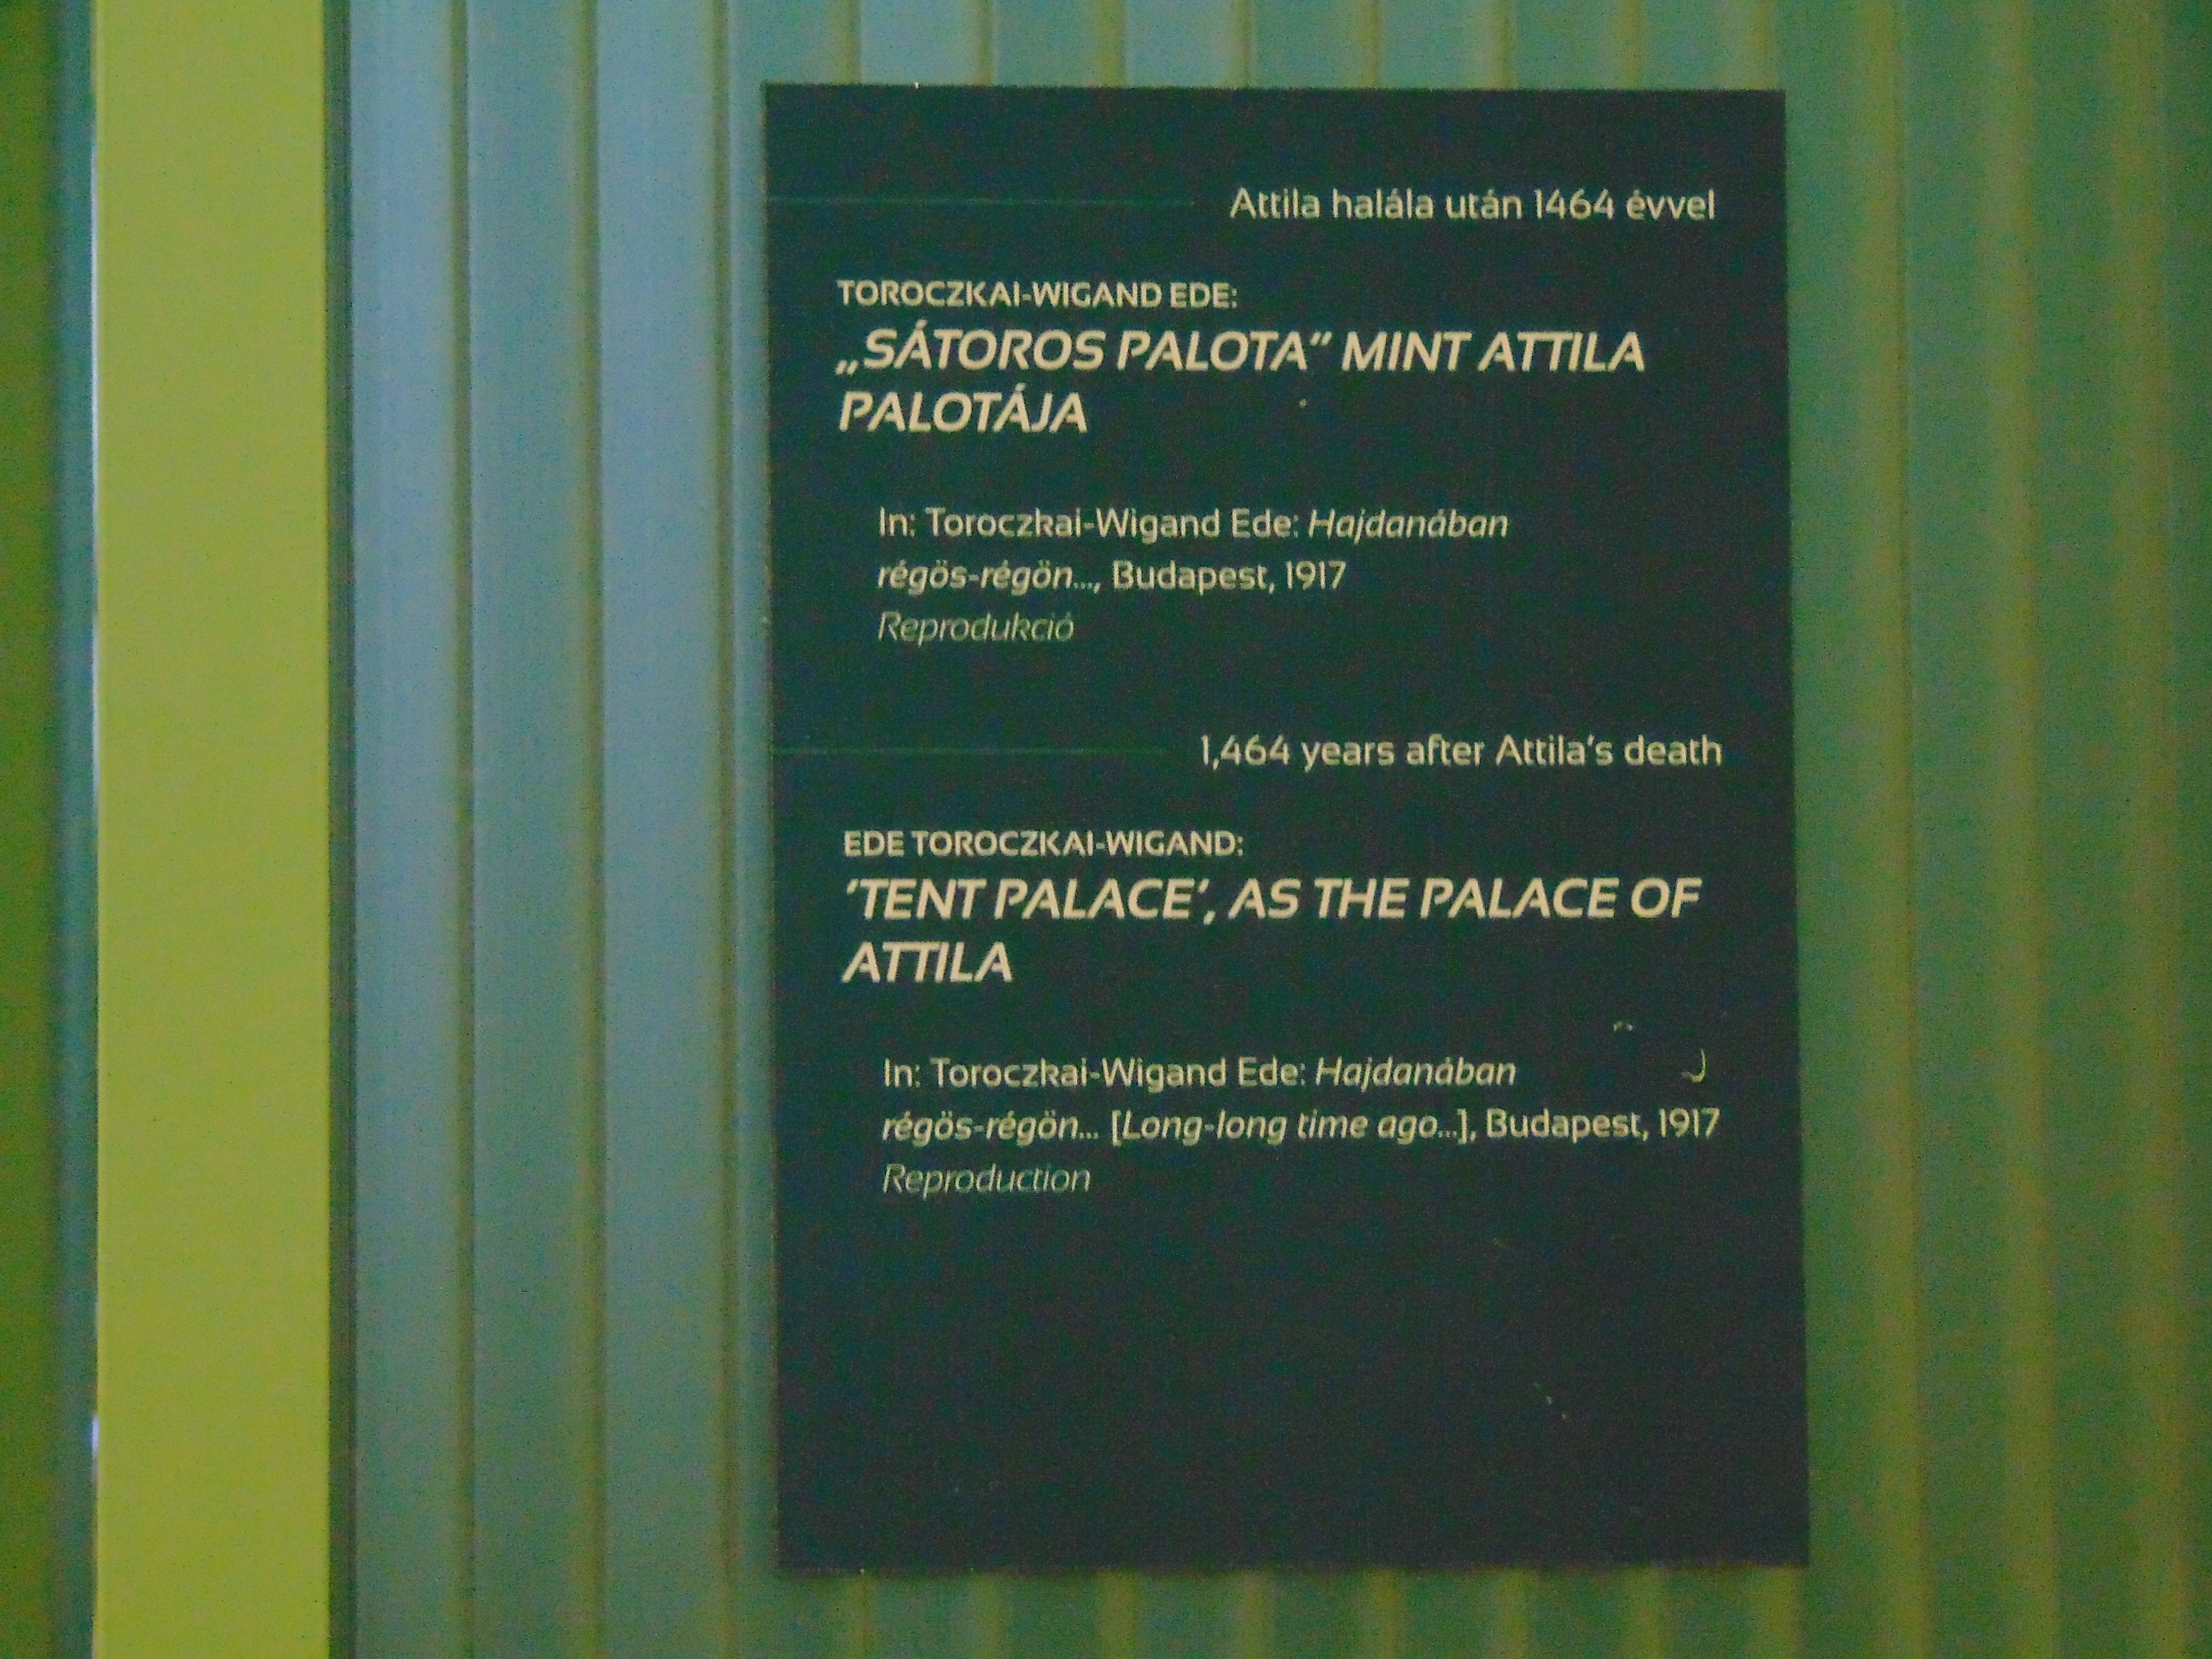 Attila halála után 1464 évvel
TOROCZKAI-WIGAND EDE:
„SÁTOROS PALOTA” MINT ATTILA
PALOTÁJA
In: Toroczkai-Wigand Ede: Hajdanában
régös-régön..., Budapest, 1917
Reprodukció
1,464 years after Attila’s death
EDE TOROCZKAI-WIGAND:
‘TENT PALACE’, AS THE PALACE OF
ATTILA
In: Toroczkai-Wigand Ede: Hajdanában
régös-régön... [Long-long time ago...], Budapest, 1917
Reproduction